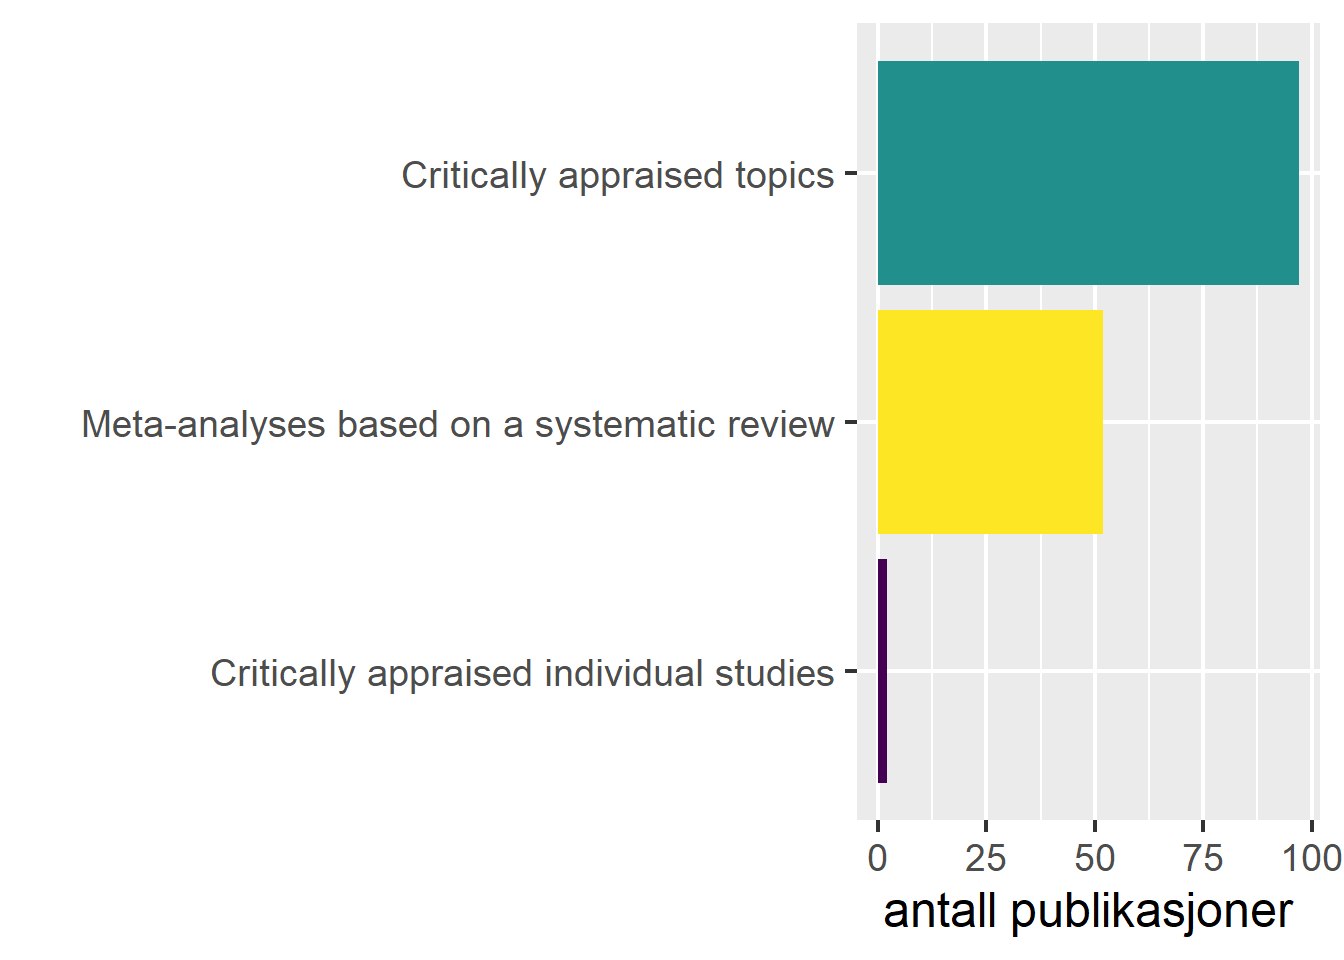 Critically appraised topics
Meta-analyses based on a systematic review
Critically appraised individual studies
0 25 50 75 100
antall publikasjoner